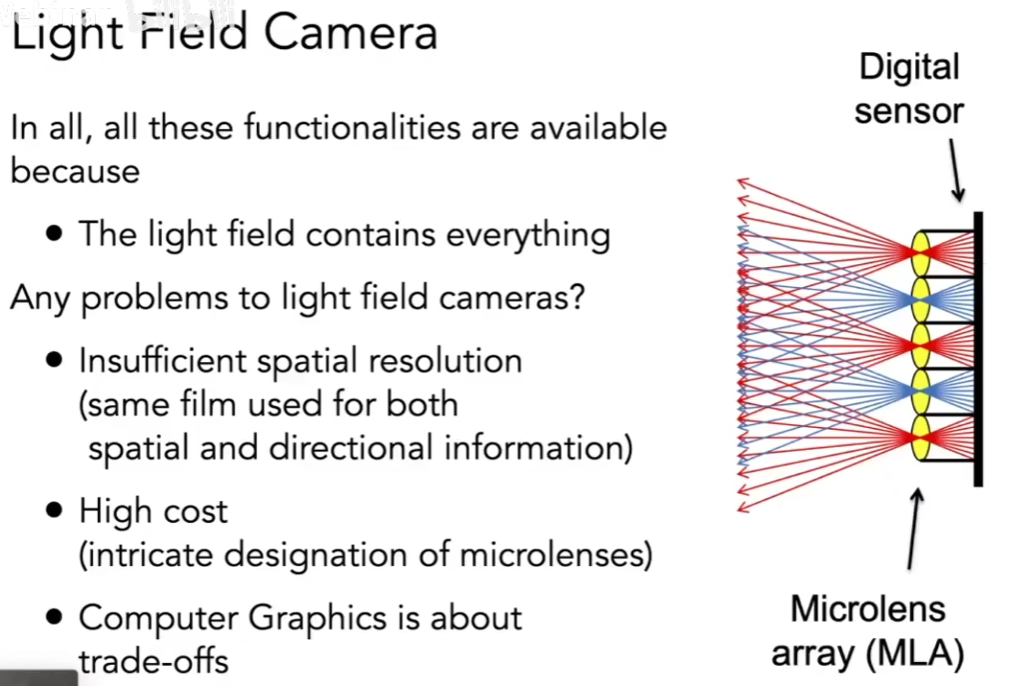 Light Field Camera
In all, all these functionalities are available
because
• The light field contains everything
Any problems to light field cameras?
• Insufficient spatial resolution
(same film used for both
spatial and directional information)
• High cost
(intricate designation of microlenses)
• Computer Graphics is about
trade-offs
Digital
sensor
Microlens
array (MLA)